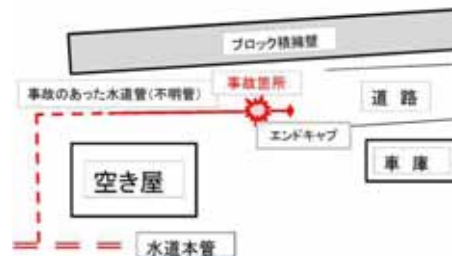 ブロック積擁壁
事故箇所
事故のあった水道管(不明管)
道路
エンドキャップ
車庫
空き屋
水道本管